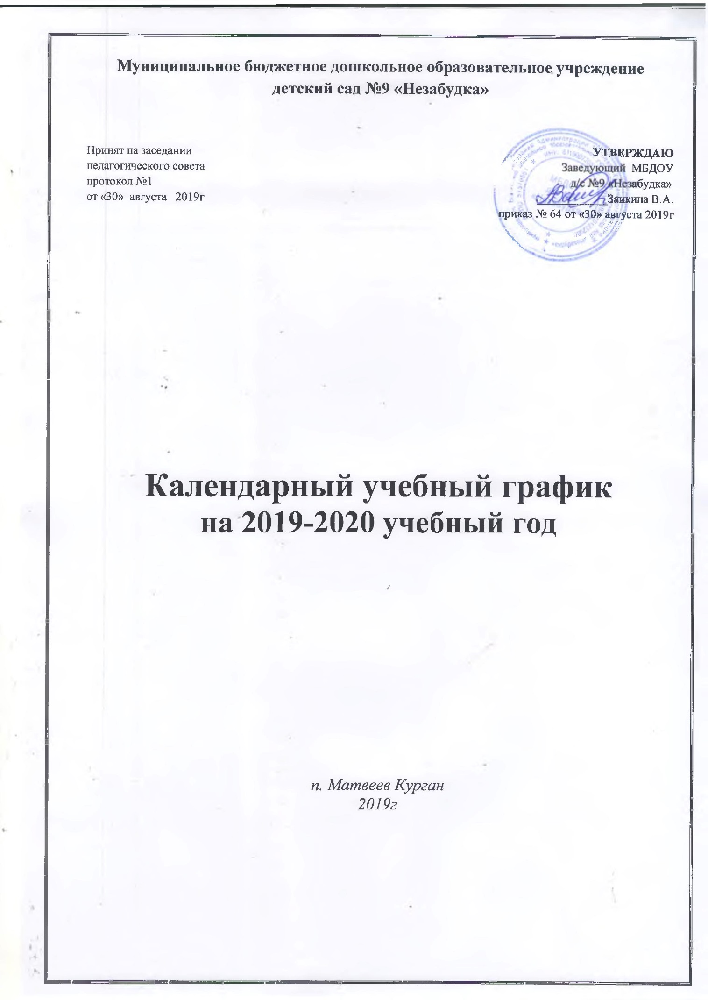 Муниципальное бюджетное дошкольное образовательное учреждение
детский сад №9 «Незабудка»
Принят на заседании
педагогического совета
протокол №1
от «30» августа 2019г
УТВЕРЖДАЮ
Заведующий МБДОУ
д/с №9 «Незабудка»
Заикина В.А.
приказ № 64 от «30» августа 2019г
Календарный учебный график
на 2019-2020 учебный год
п. Матвеев Курган
2019г